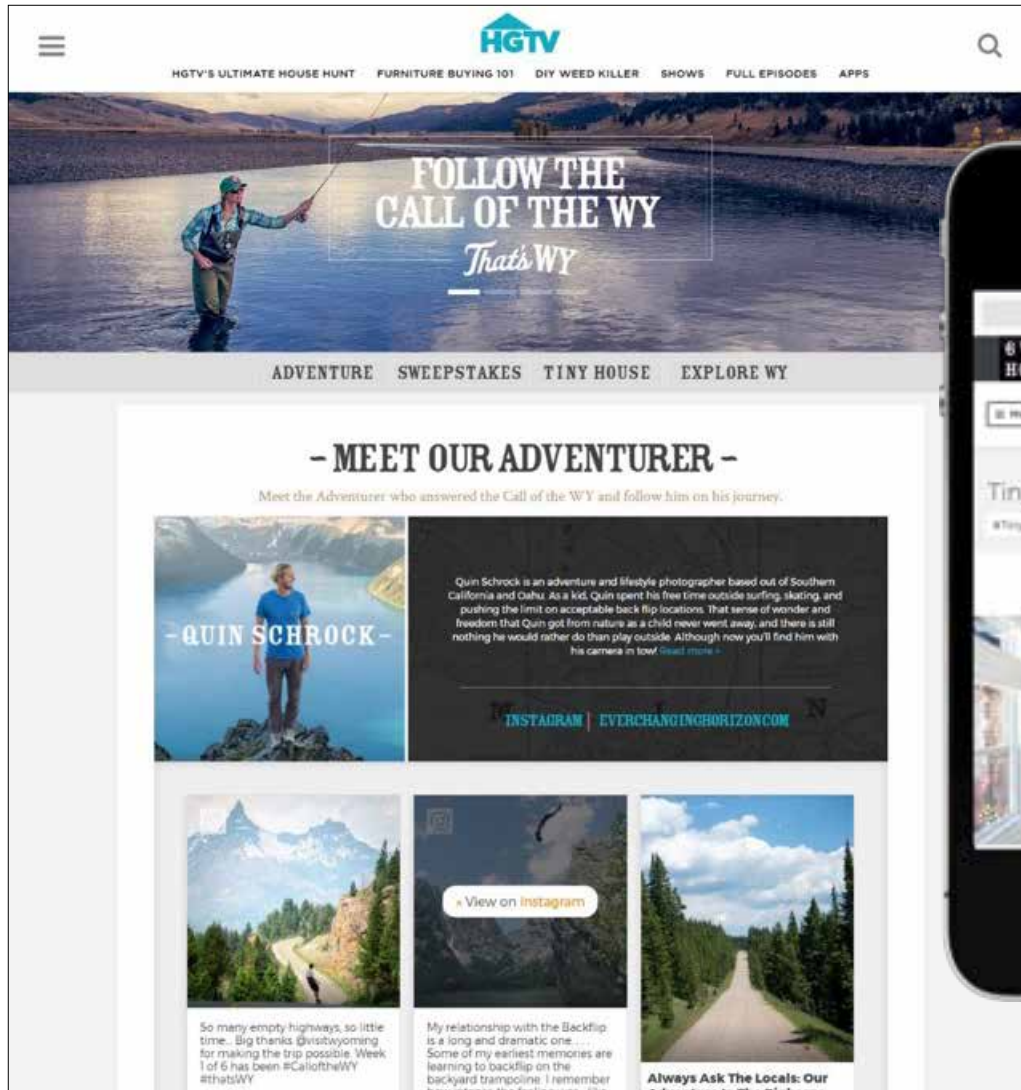 HGTV
HGTV'S ULTIMATE HOUSE HUNT FURNITURE BUYING 101 DIY WEED KILLER SHOWS FULL EPISODES APPS
FOLLOW THE
CALL OF THE WY
That's WY
ADVENTURE SWEEPSTAKES TINY HOUSE EXPLORE WY
- MEET OUR ADVENTURER -
Meet the Adventurer who answered the Call of the WY and follow him on his journey.
-QUIN SCHROCK-
Quin Schrock is an adventure and lifestyle photographer based out of Southern
California and Oahu. As a kid, Quin spent his free time outside surfing, skating, and
pushing the limit on acceptable back flip locations. That sense of wonder and
freedom that Quin got from nature as a child never went away, and there is still
nothing he would rather do than play outside. Although now you'll find him with
his camera in tow! Read more »
INSTAGRAM | EVERCHANGINGHORIZON.COM
So many empty highways, so little
time... Big thanks @visitwyoming
for making the trip possible. Week
1 of 6 has been #CalloftheWY
#thatsWY
» View on Instagram
My relationship with the Backflip
is a long and dramatic one . . . .
Some of my earliest memories are
learning to backflip on the
backyard trampoline. I remember
Always Ask The Locals: Our
Tin